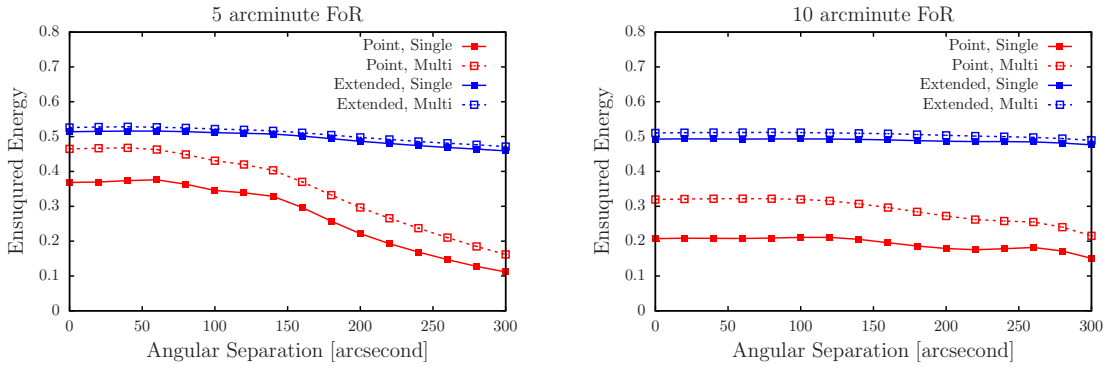 5 arcminute FoR
0.8
0.7
0.6
0.5
0.4
0.3
0.2
0.1
0
Ensuqured Energy
Point, Single
Point, Multi
Extended, Single
Extended, Multi
0 50 100 150 200 250 300
Angular Separation [arcsecond]
10 arcminute FoR
0.8
0.7
0.6
0.5
0.4
0.3
0.2
0.1
0
Ensuqured Energy
Point, Single
Point, Multi
Extended, Single
Extended, Multi
0 50 100 150 200 250 300
Angular Separation [arcsecond]